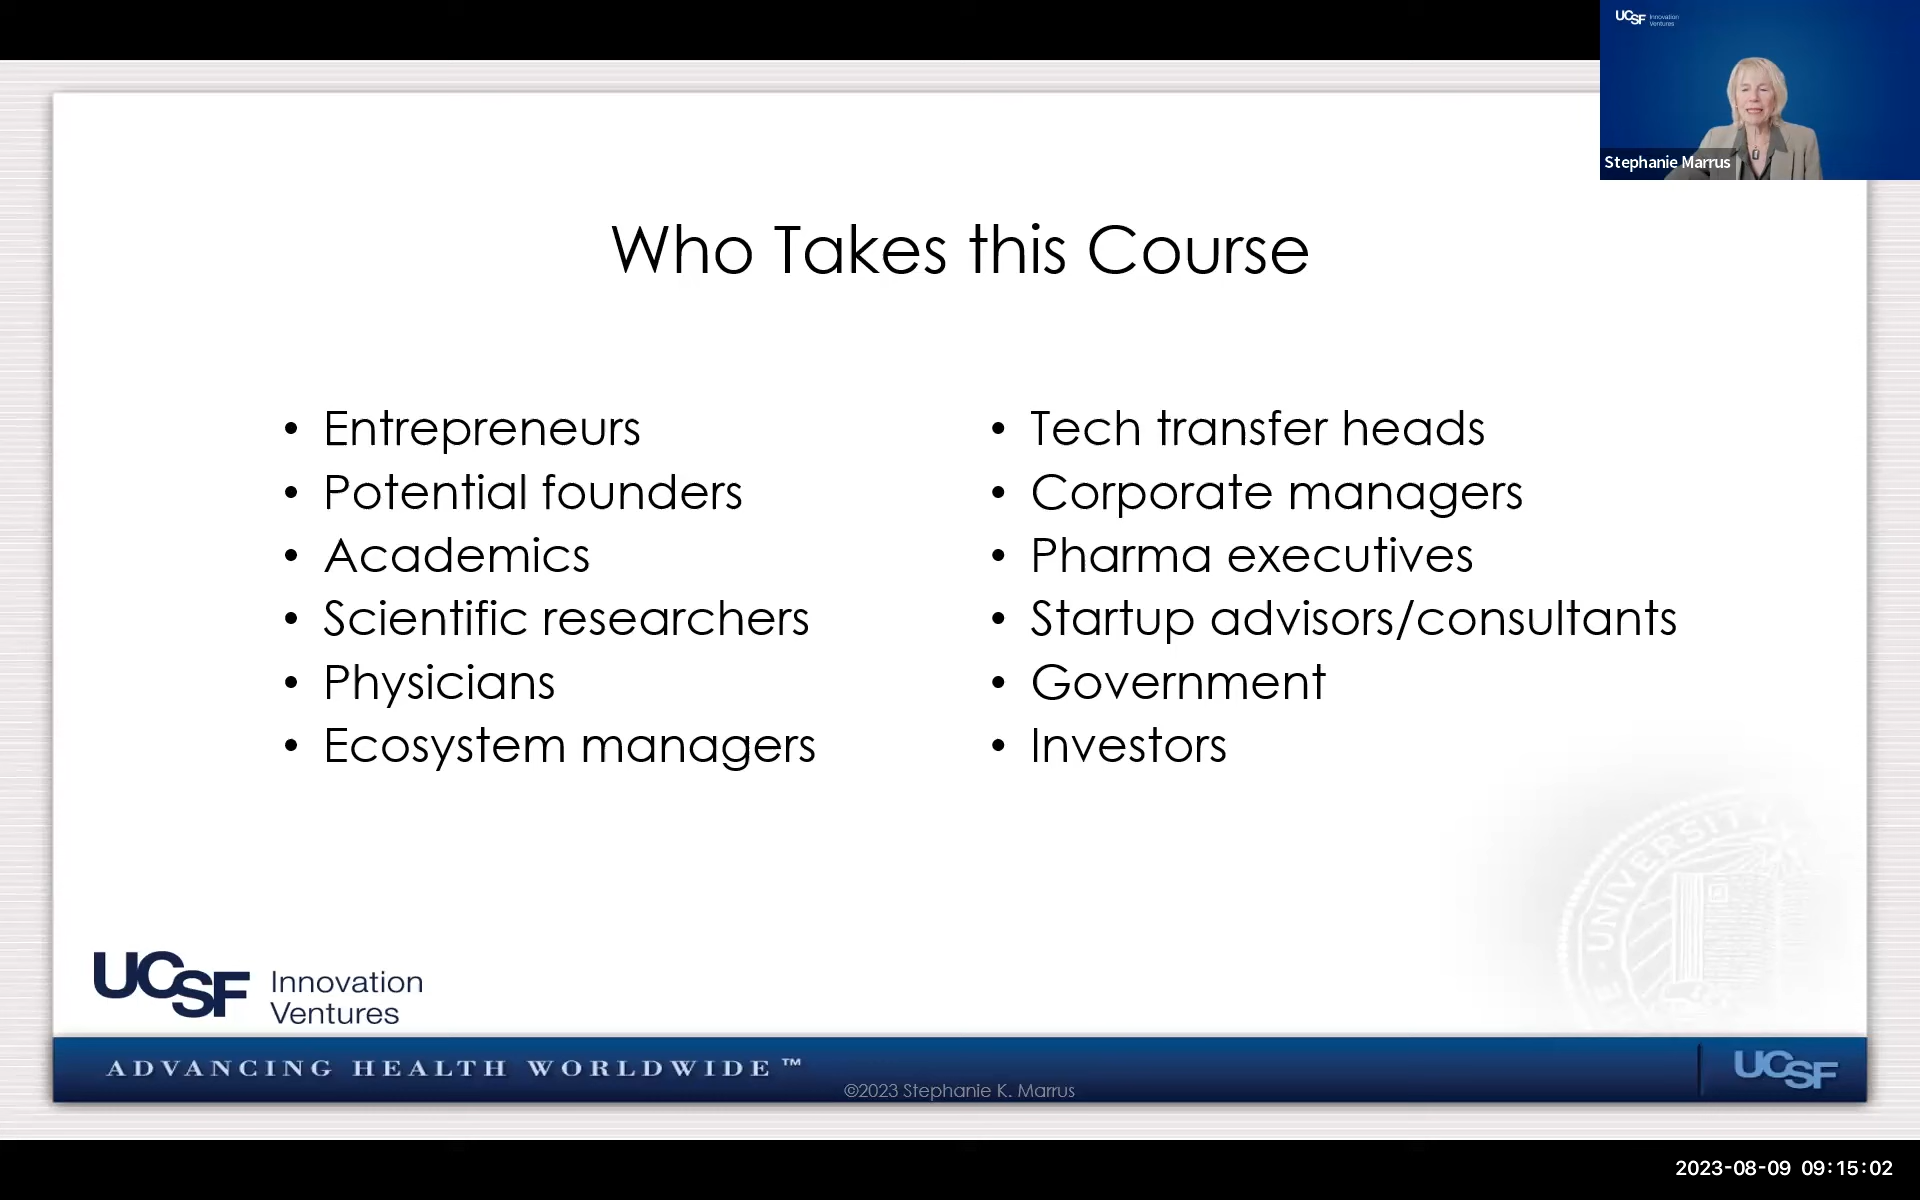 UCSF Innovation
Ventures
Stephanie Marrus
Who Takes this Course
• Entrepreneurs
• Potential founders
• Academics
• Scientific researchers
• Physicians
• Ecosystem managers
• Tech transfer heads
• Corporate managers
• Pharma executives
• Startup advisors/consultants
• Government
• Investors
UNIVERSITY
UCSF Innovation
Ventures
ADVANCING HEALTH WORLDWIDE™
UCSF
©2023 Stephanie K. Marrus
2023-08-09 09:15:02